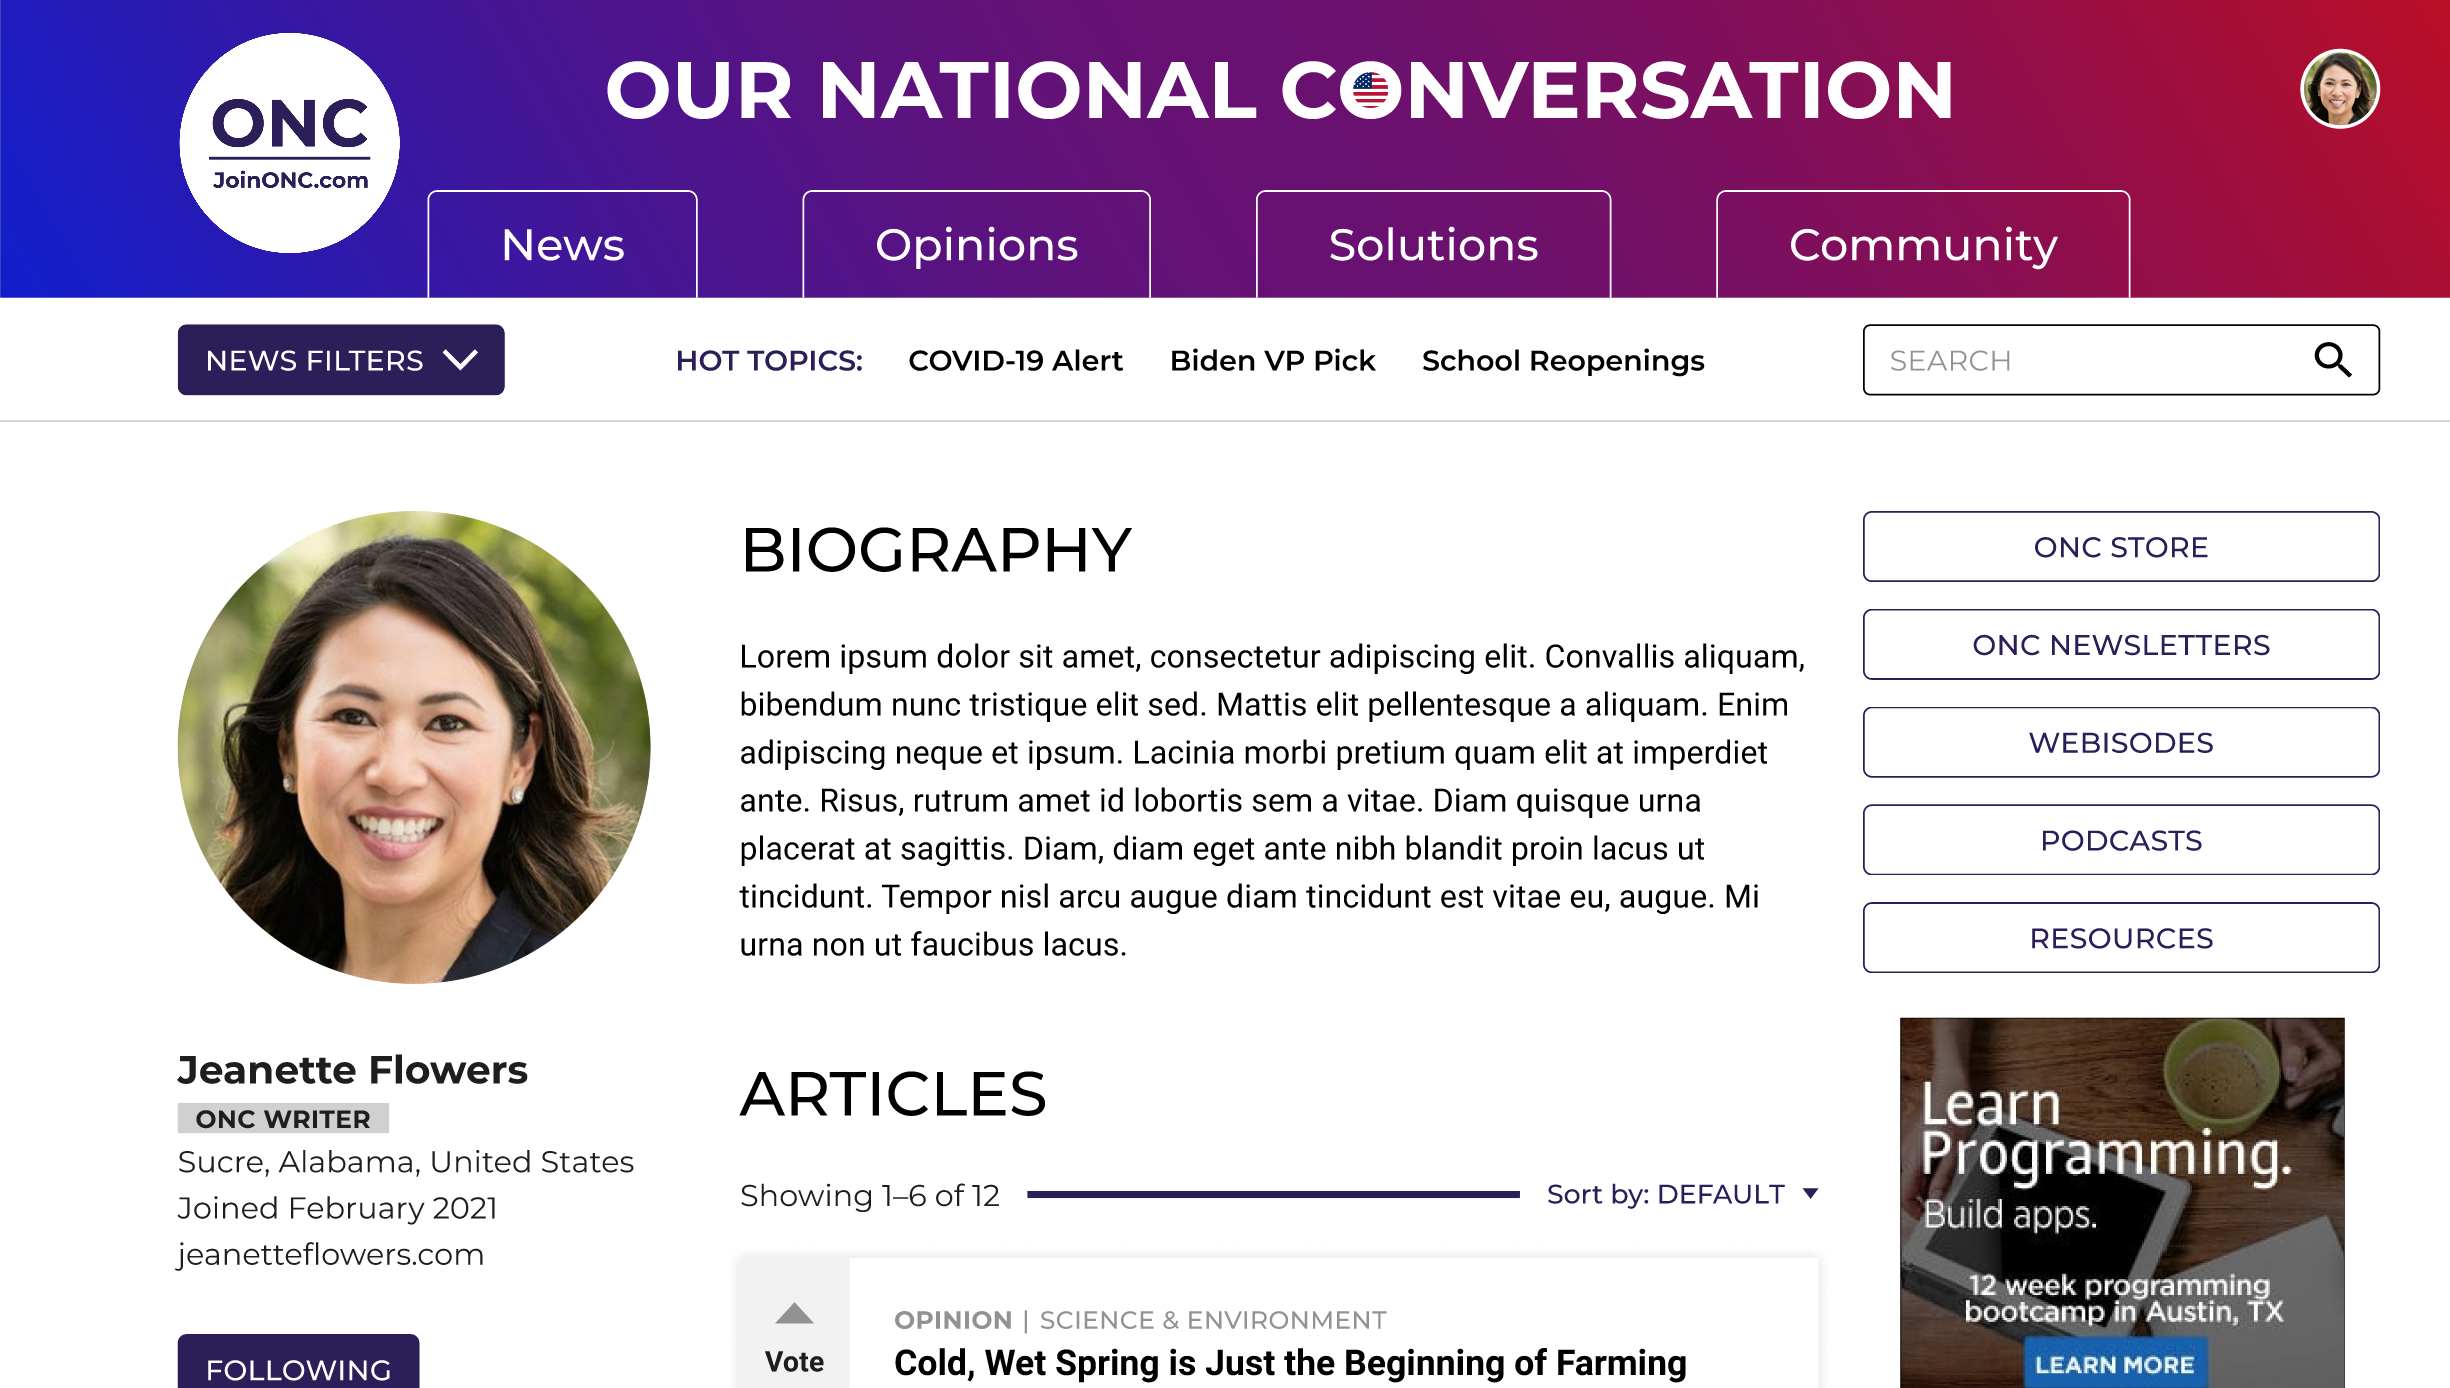 OUR NATIONAL CONVERSATION
ONC
JoinONC.com
News
Opinions
Solutions
Community
NEWS FILTERS
HOT TOPICS:
COVID-19 Alert
Biden VP Pick
School Reopenings
SEARCH
Jeanette Flowers
ONC WRITER
Sucre, Alabama, United States
Joined February 2021
jeanetteflowers.com
FOLLOWING
BIOGRAPHY
Lorem ipsum dolor sit amet, consectetur adipiscing elit. Convallis aliquam,
bibendum nunc tristique elit sed. Mattis elit pellentesque a aliquam. Enim
adipiscing neque et ipsum. Lacinia morbi pretium quam elit at imperdiet
ante. Risus, rutrum amet id lobortis sem a vitae. Diam quisque urna
placerat at sagittis. Diam, diam eget ante nibh blandit proin lacus ut
tincidunt. Tempor nisl arcu augue diam tincidunt est vitae eu, augue. Mi
urna non ut faucibus lacus.
ARTICLES
Showing 1–6 of 12
Sort by: DEFAULT
Vote
OPINION | SCIENCE & ENVIRONMENT
Cold, Wet Spring is Just the Beginning of Farming
ONC STORE
ONC NEWSLETTERS
WEBISODES
PODCASTS
RESOURCES
Learn
Programming.
Build apps.
12 week programming
bootcamp in Austin, TX
LEARN MORE